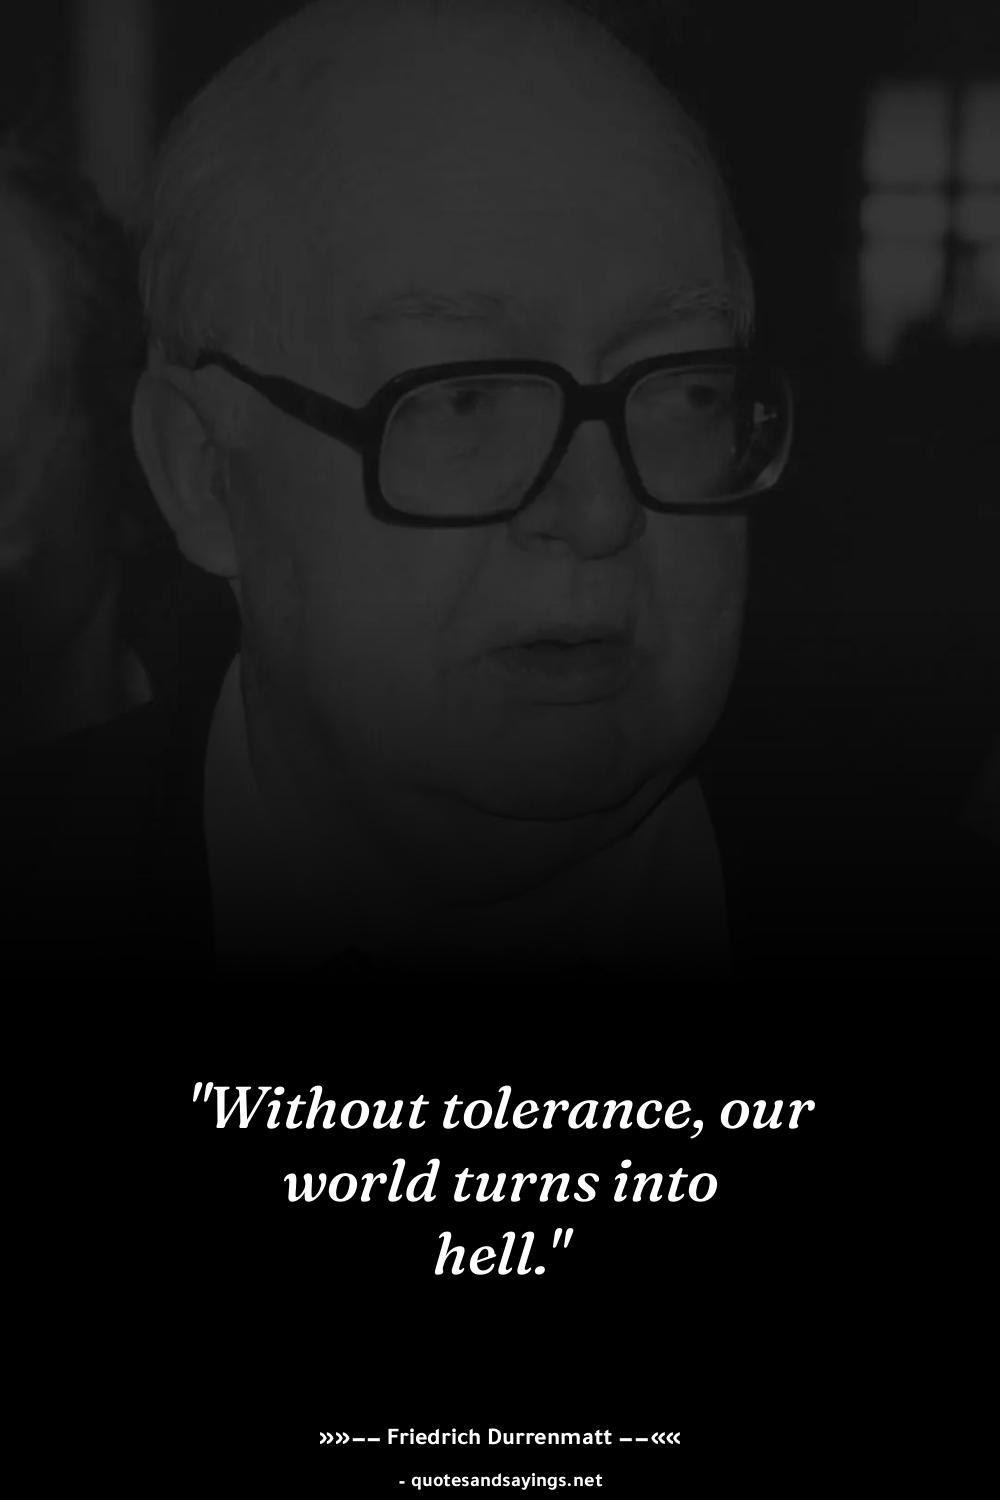 "Without tolerance, our
world turns into
hell."
»»–– Friedrich Durrenmatt ––««
- quotesandsayings.net